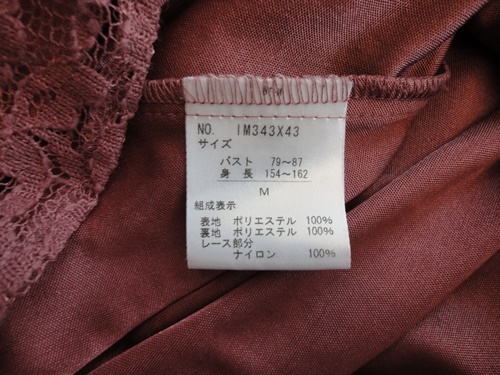 NO. IM343X43
サイズ
バスト 79~87
身長 154~162
M
組成表示
表地 ポリエステル 100%
裏地 ポリエステル 100%
レース部分
ナイロン 100%